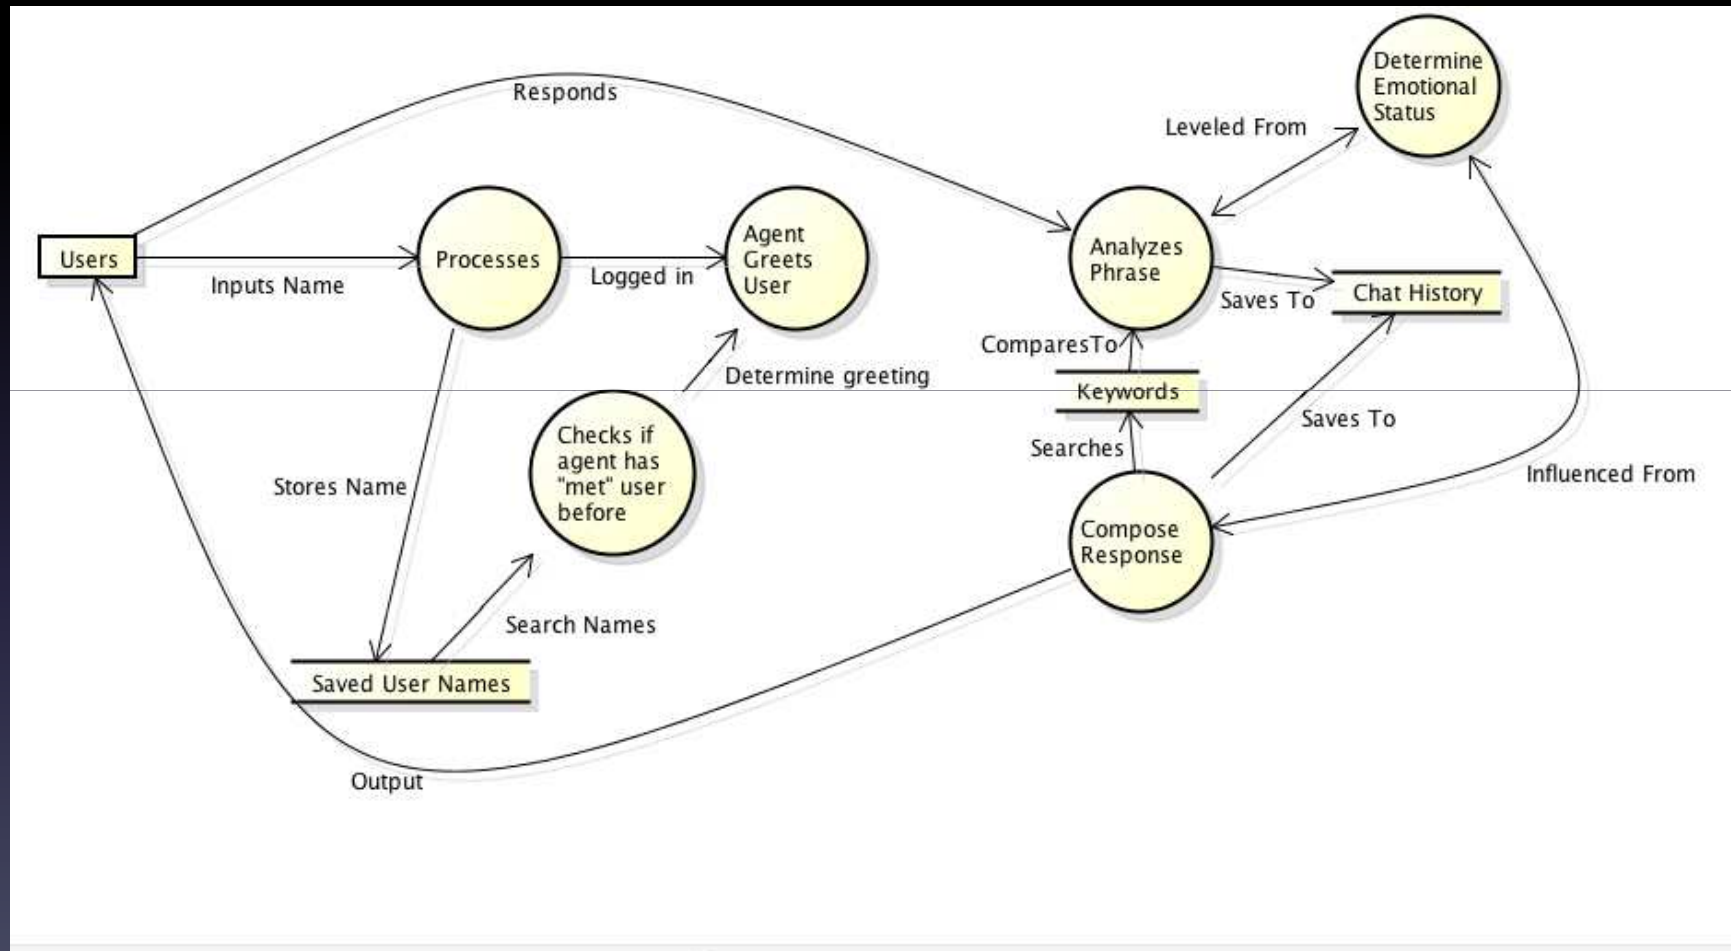 Determine
Emotional
Status
Responds
Leveled From
Users
Inputs Name
Processes
Logged in
Agent
Greets
User
Analyzes
Phrase
Saves To
Chat History
ComparesTo
Determine greeting
Keywords
Saves To
Searches
Checks if
agent has
"met" user
before
Stores Name
Influenced From
Compose
Response
Search Names
Saved User Names
Output